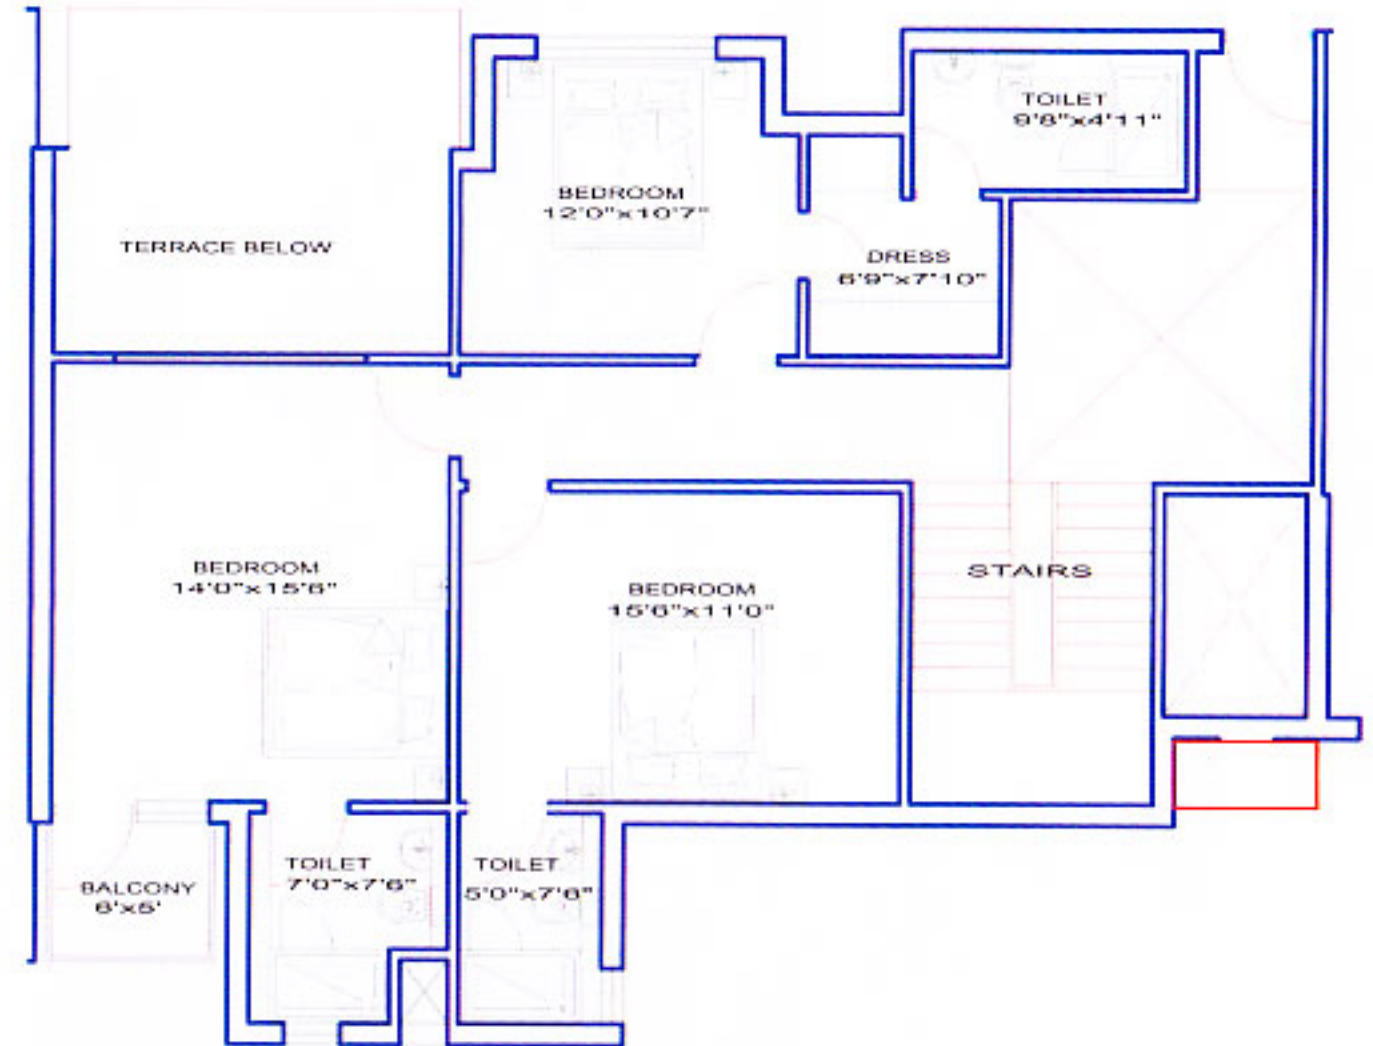 TOILET
9'8"x4'11"
BEDROOM
12'0"x10'7"
TERRACE BELOW
DRESS
6'9"x7'10"
BEDROOM
14'0"x15'6"
STAIRS
BEDROOM
15'6"x11'0"
TOILET
7'0"x7'6"
TOILET
5'0"x7'6"
BALCONY
6'x5'